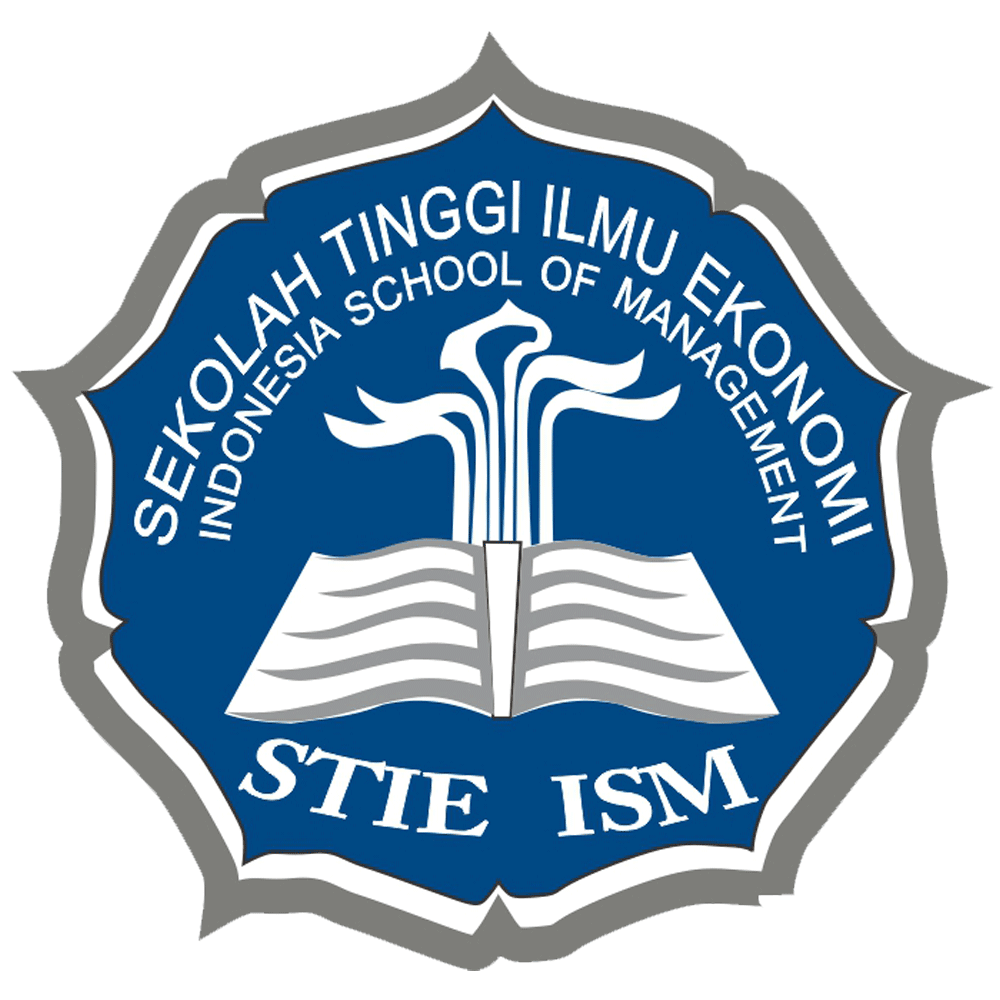 SEKOLAH TINGGI ILMU EKONOMI
INDONESIA SCHOOL OF MANAGEMENT
STIE ISM